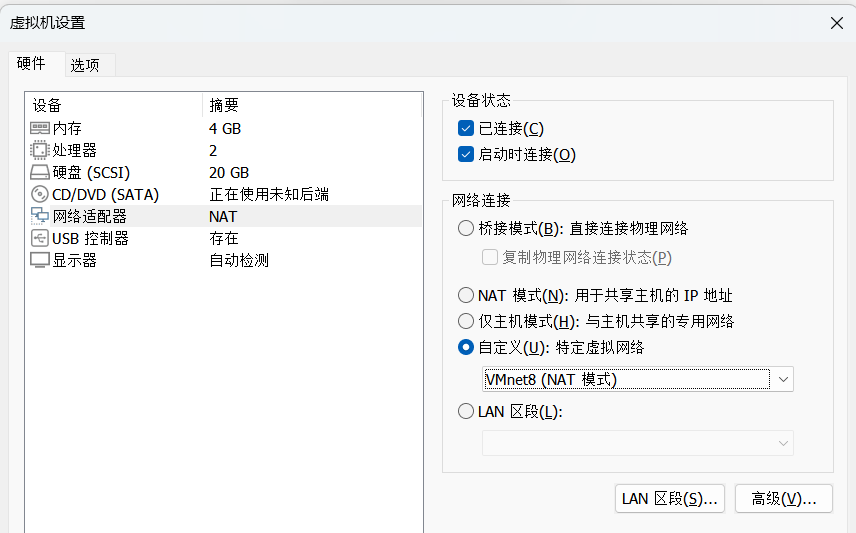 虚拟机设置
硬件 选项
设备 摘要
内存 4 GB
处理器 2
硬盘 (SCSI) 20 GB
CD/DVD (SATA) 正在使用未知后端
网络适配器 NAT
USB 控制器 存在
显示器 自动检测
设备状态
已连接(C)
启动时连接(O)
网络连接
桥接模式(B): 直接连接物理网络
复制物理网络连接状态(P)
NAT 模式(N): 用于共享主机的 IP 地址
仅主机模式(H): 与主机共享的专用网络
自定义(U): 特定虚拟网络
VMnet8 (NAT 模式)
LAN 区段(L):
LAN 区段(S)... 高级(V)...